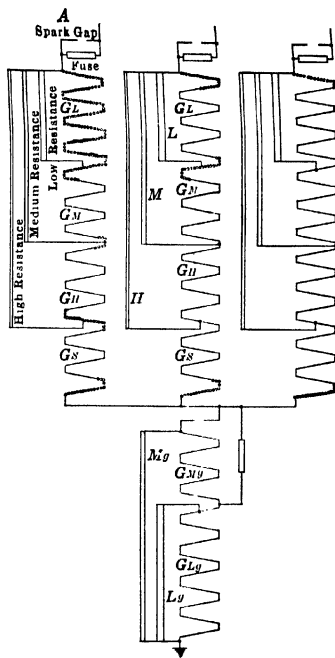 A
Spark Gap
Fuse
High Resistance
Medium Resistance
Low Resistance
GL
GM
GH
GS
GL
L
GM
M
GH
H
GS
Mg
GMg
GLg
Lg